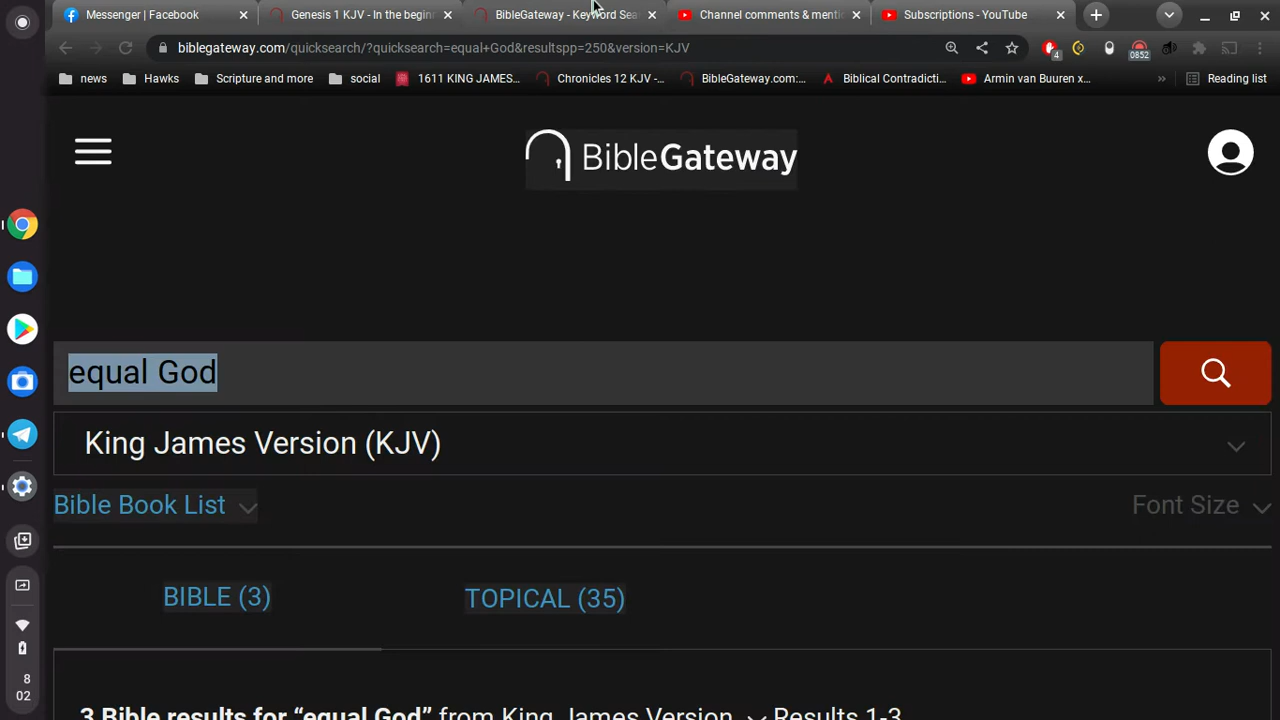 Messenger | Facebook
Genesis 1 KJV - In the beginn
BibleGateway - Keyword Sea
Channel comments & menti
Subscriptions - YouTube
biblegateway.com/quicksearch/?quicksearch=equal+God&resultspp=250&version=KJV
4
0852
news
Hawks
Scripture and more
social
1611 KING JAMES...
Chronicles 12 KJV -...
BibleGateway.com:...
Biblical Contradicti...
Armin van Buuren x...
»
Reading list
BibleGateway
equal God
King James Version (KJV)
Bible Book List
Font Size
BIBLE (3)
TOPICAL (35)
3 Bible results for “equal God” from King James Version Results 1-3
8
02